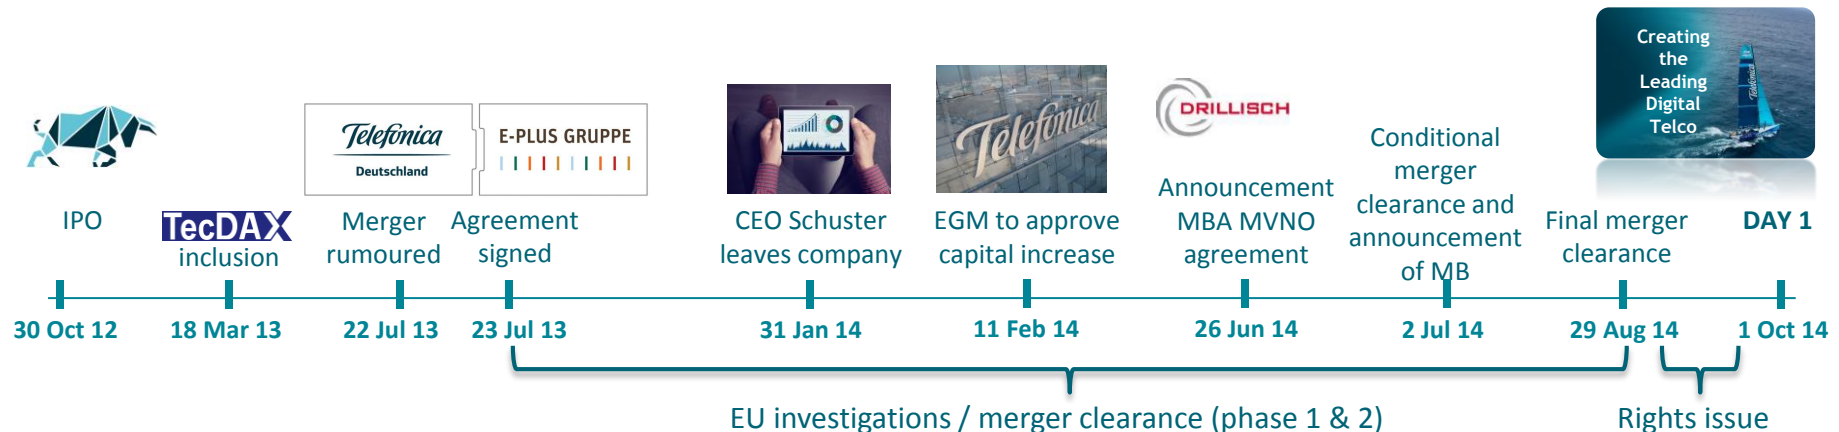 Creating
the
Leading
Digital
Telco
Telefónica
Deutschland
E-PLUS GRUPPE
Telefónica
DRILLISCH
Telefónica
IPO
TecDAX
inclusion
Merger
rumoured
Agreement
signed
CEO Schuster
leaves company
EGM to approve
capital increase
Announcement
MBA MVNO
agreement
Conditional
merger
clearance and
announcement
of MB
Final merger
clearance
DAY 1
30 Oct 12
18 Mar 13
22 Jul 13
23 Jul 13
31 Jan 14
11 Feb 14
26 Jun 14
2 Jul 14
29 Aug 14
1 Oct 14
EU investigations / merger clearance (phase 1 & 2)
Rights issue